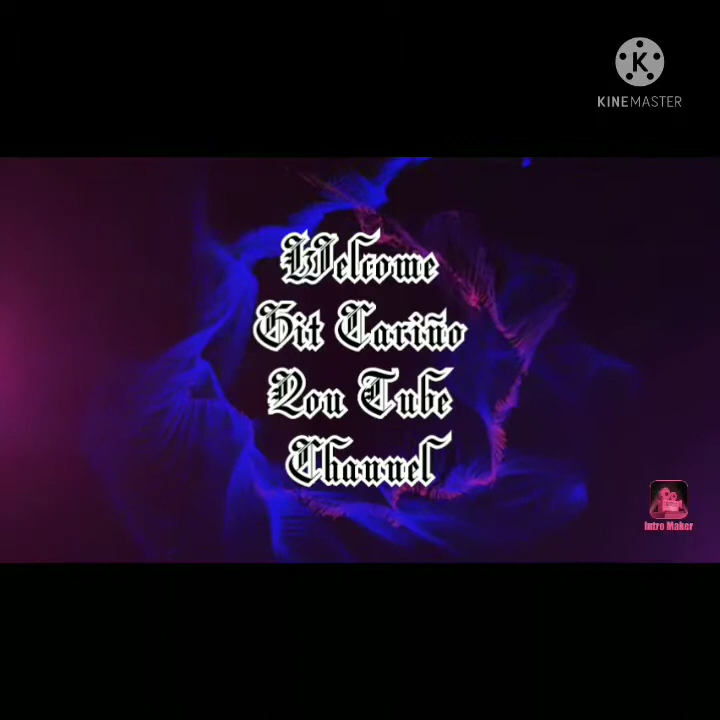 K
KINEMASTER
Welcome
Git Cariño
You Tube
Channel
Intro Maker